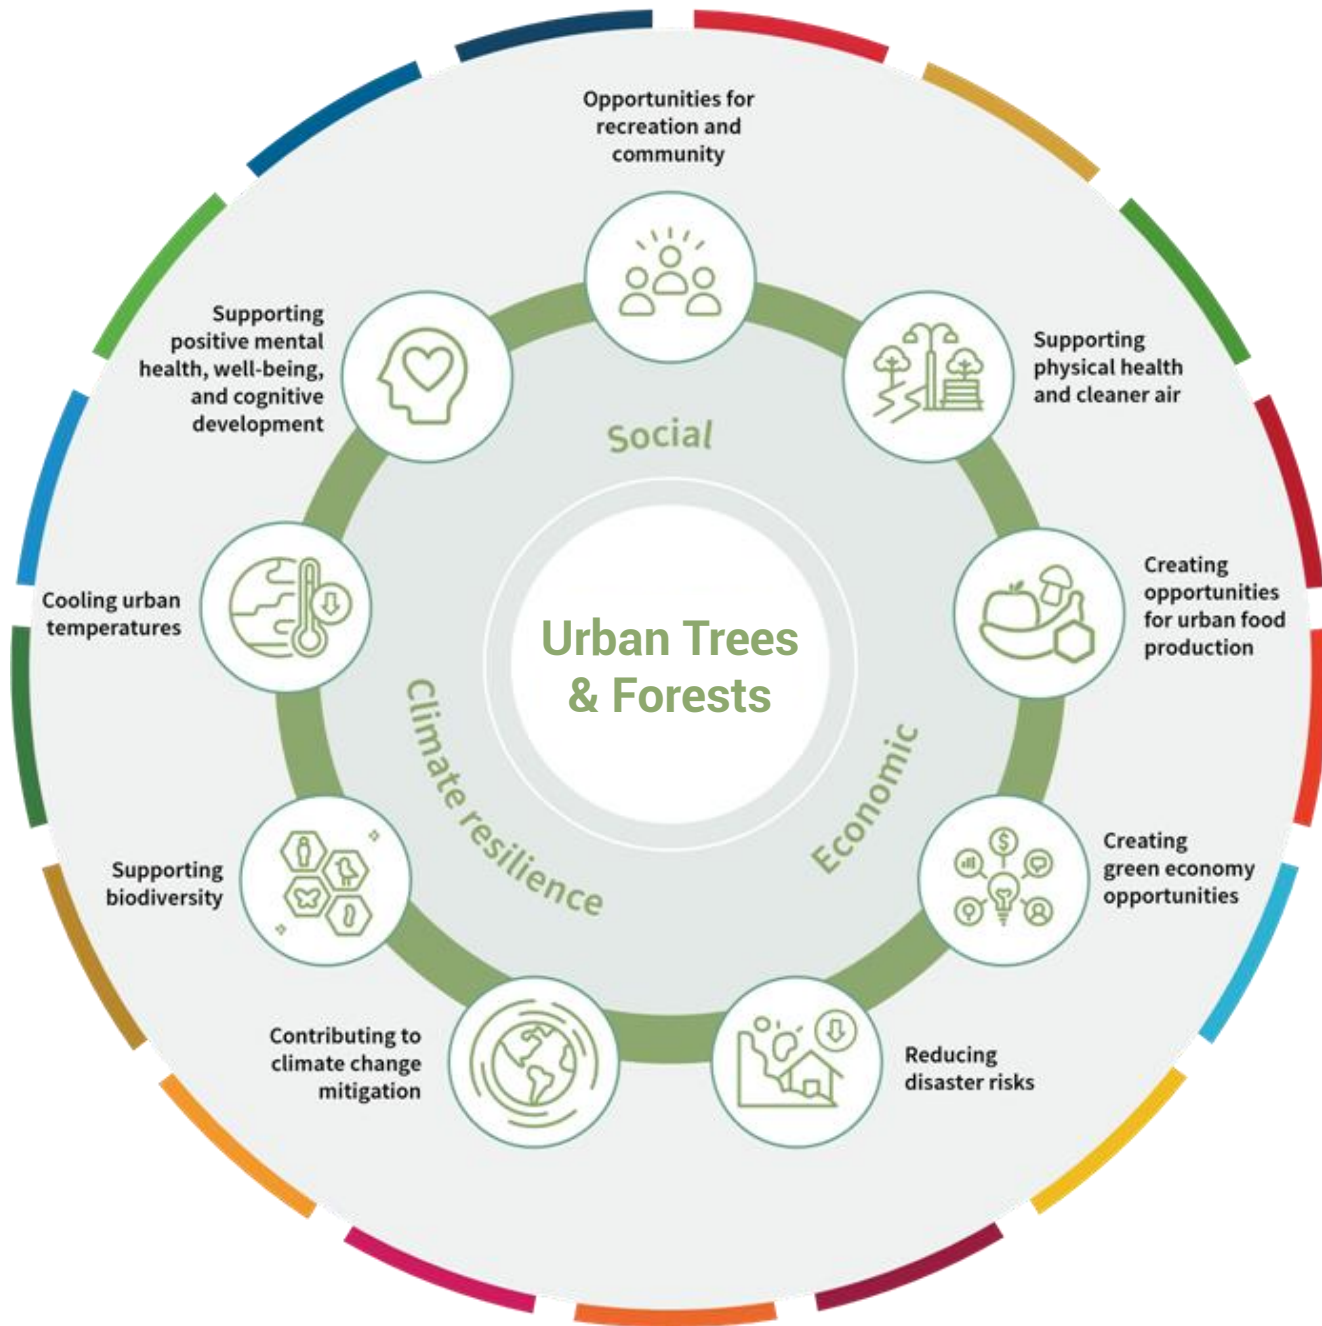 Opportunities for
recreation and
community
Supporting
physical health
and cleaner air
Creating
opportunities
for urban food
production
Creating
green economy
opportunities
Reducing
disaster risks
Contributing to
climate change
mitigation
Supporting
biodiversity
Cooling urban
temperatures
Supporting
positive mental
health, well-being,
and cognitive
development
Social
Economic
Climate resilience
Urban Trees
& Forests
$